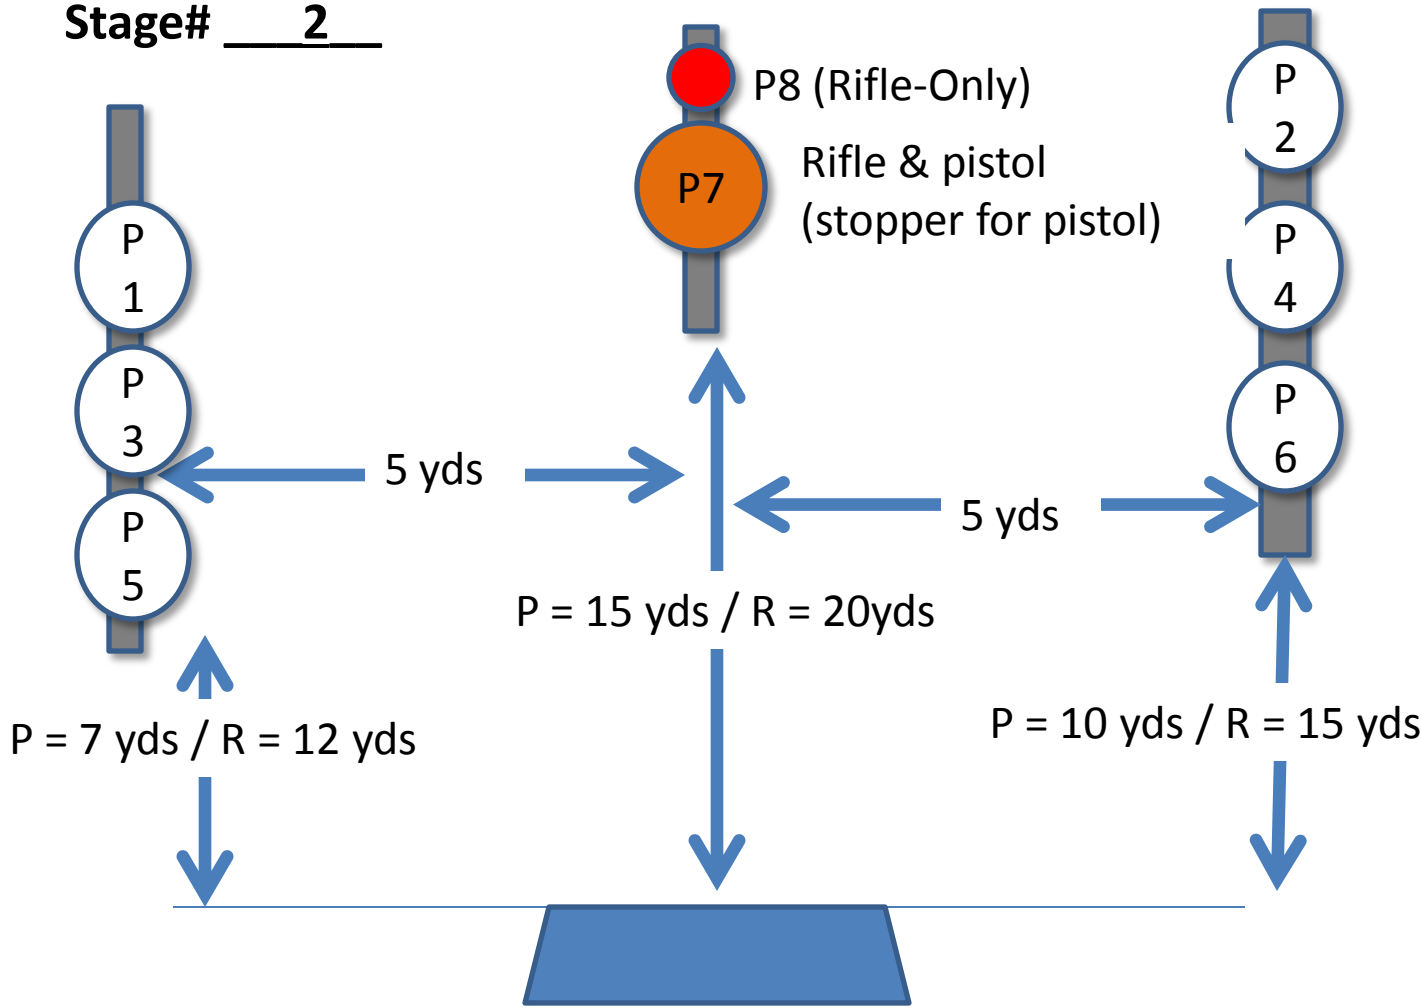 Stage# ___2__
P8 (Rifle-Only)
P
2
P7
Rifle & pistol
(stopper for pistol)
P
1
P
4
P
3
P
6
5 yds
5 yds
P
5
P = 15 yds / R = 20yds
P = 7 yds / R = 12 yds
P = 10 yds / R = 15 yds